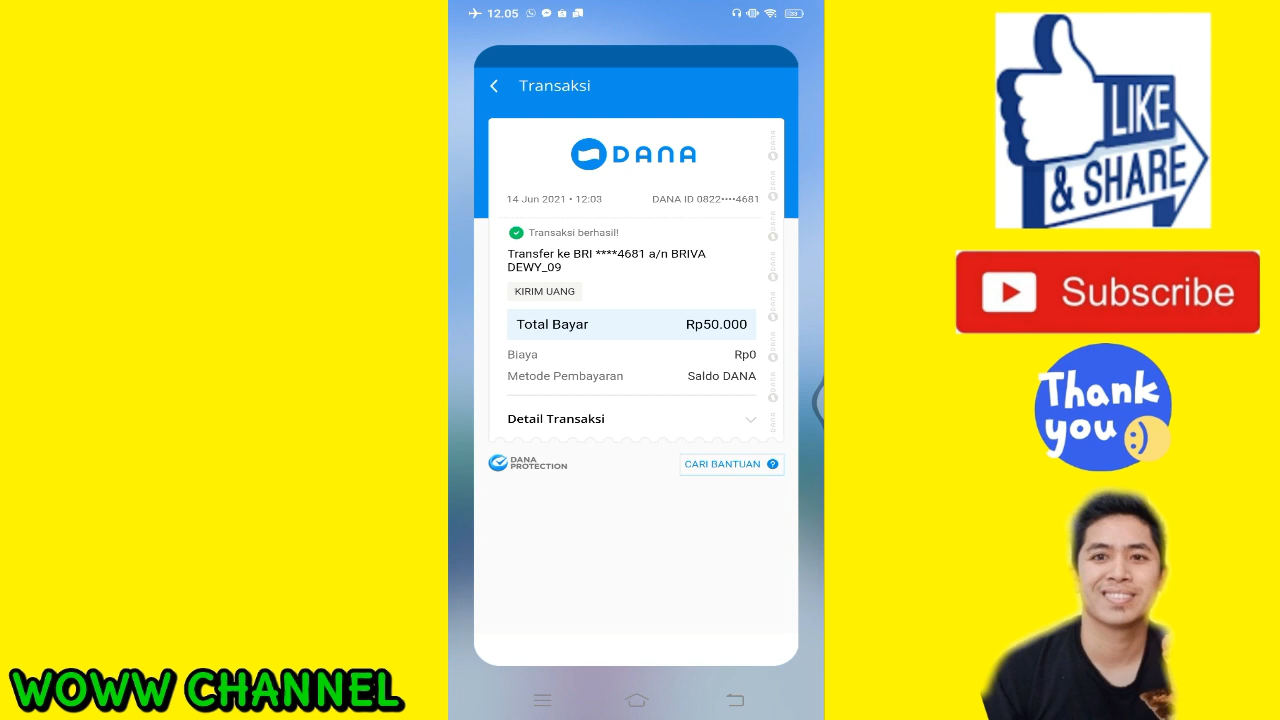 12.05
Transaksi
DANA
14 Jun 2021 • 12:03
DANA ID 0822••••4681
Transaksi berhasil!
Transfer ke BRI ****4681 a/n BRIVA
DEWY_09
KIRIM UANG
Total Bayar Rp50.000
Biaya Rp0
Metode Pembayaran Saldo DANA
Detail Transaksi
DANA
PROTECTION
CARI BANTUAN ?
LIKE
& SHARE
Subscribe
Thank
you
WOWW CHANNEL